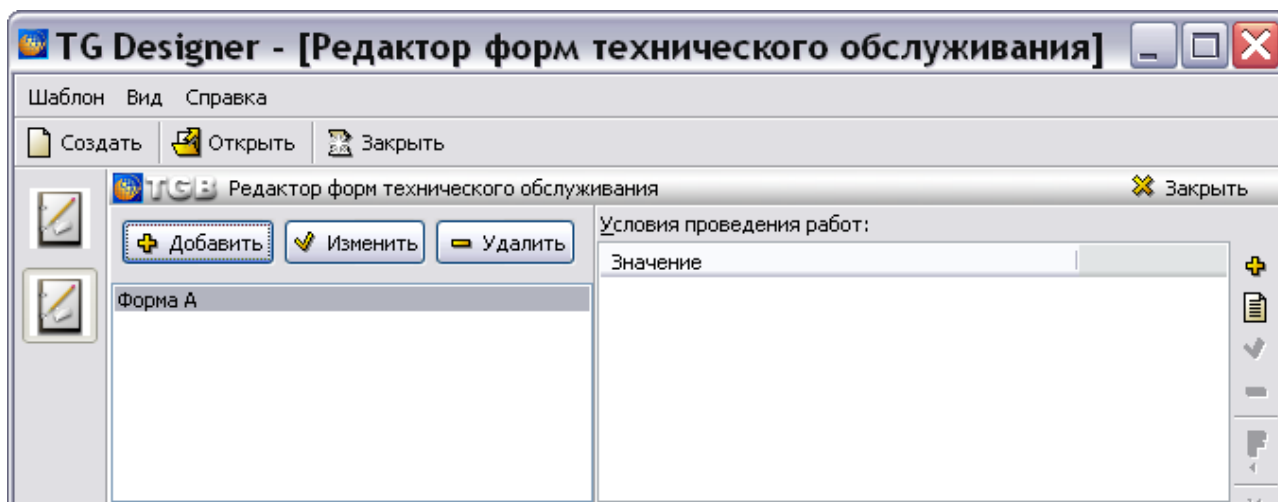 TG Designer - [Редактор форм технического обслуживания]
Шаблон Вид Справка
Создать Открыть Закрыть
TGB Редактор форм технического обслуживания Закрыть
Добавить Изменить Удалить
Условия проведения работ:
Значение
Форма А